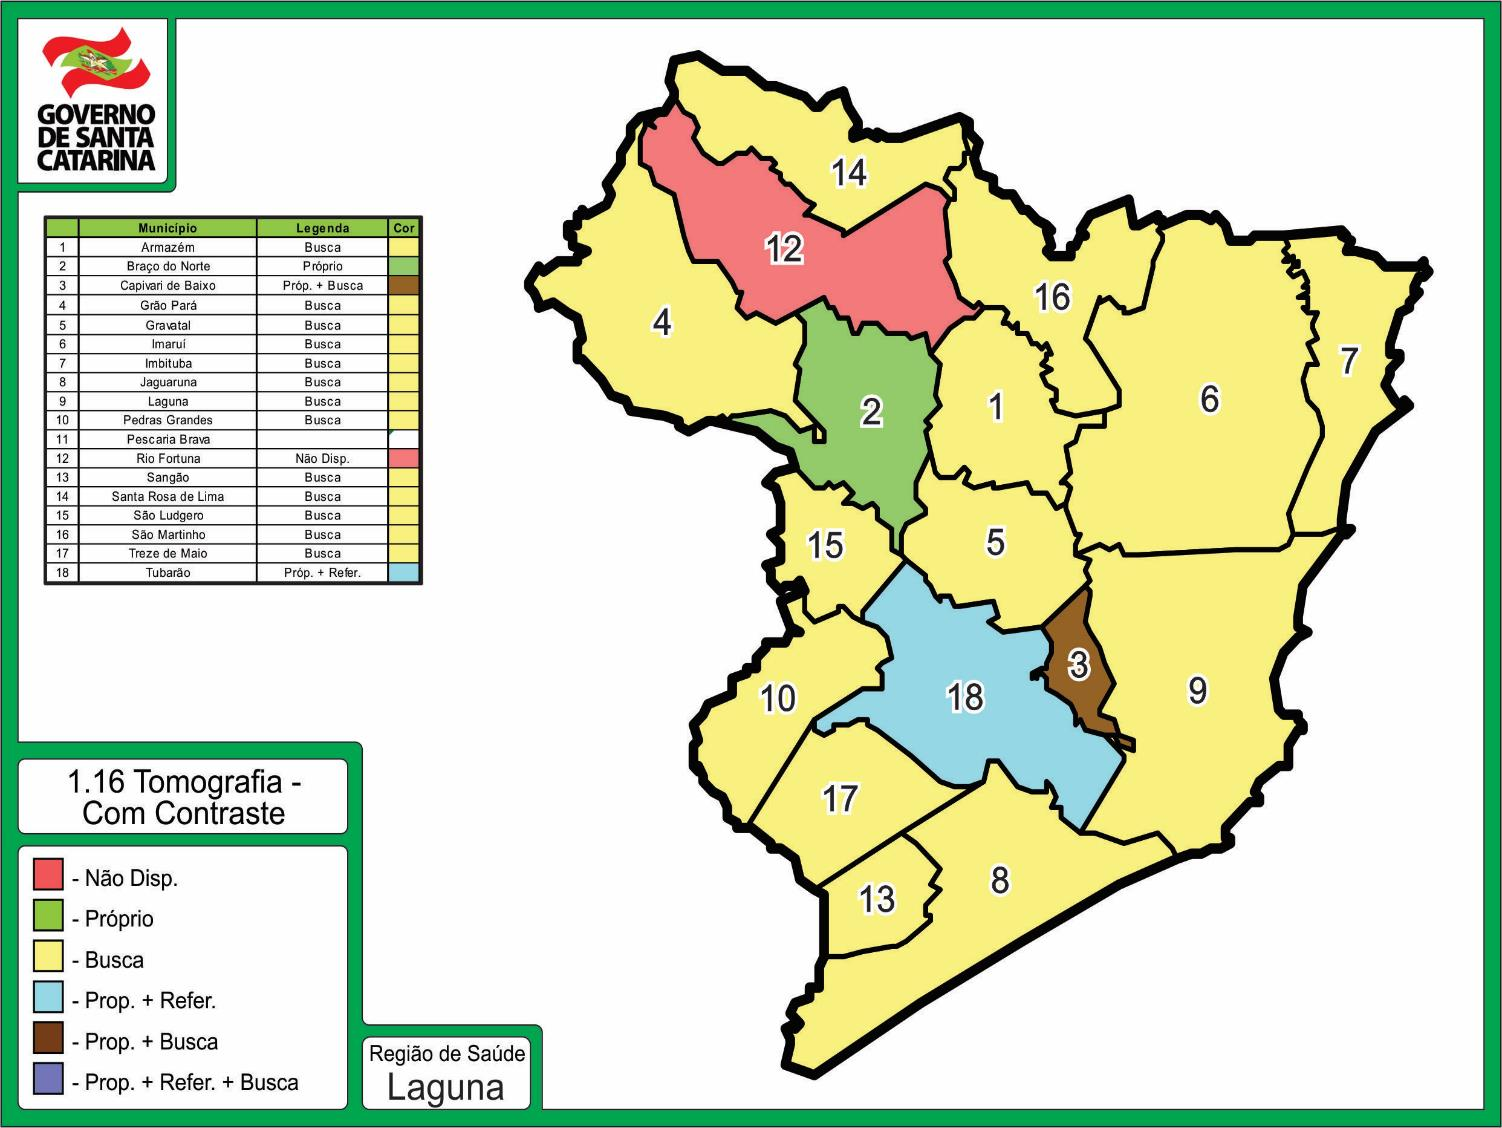 GOVERNO
DE SANTA
CATARINA
Município Legenda Cor
1 Armazém Busca
2 Braço do Norte Próprio
3 Capivari de Baixo Próp. + Busca
4 Grão Pará Busca
5 Gravatal Busca
6 Imaruí Busca
7 Imbituba Busca
8 Jaguaruna Busca
9 Laguna Busca
10 Pedras Grandes Busca
11 Pescaria Brava
12 Rio Fortuna Não Disp.
13 Sangão Busca
14 Santa Rosa de Lima Busca
15 São Ludgero Busca
16 São Martinho Busca
17 Treze de Maio Busca
18 Tubarão Próp. + Refer.
14
12
16
4
7
6
2
1
5
15
3
9
10
18
17
8
13
1.16 Tomografia -
Com Contraste
- Não Disp.
- Próprio
- Busca
- Prop. + Refer.
- Prop. + Busca
- Prop. + Refer. + Busca
Região de Saúde
Laguna